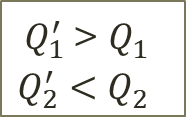 Q′₁ > Q₁
Q′₂ < Q₂